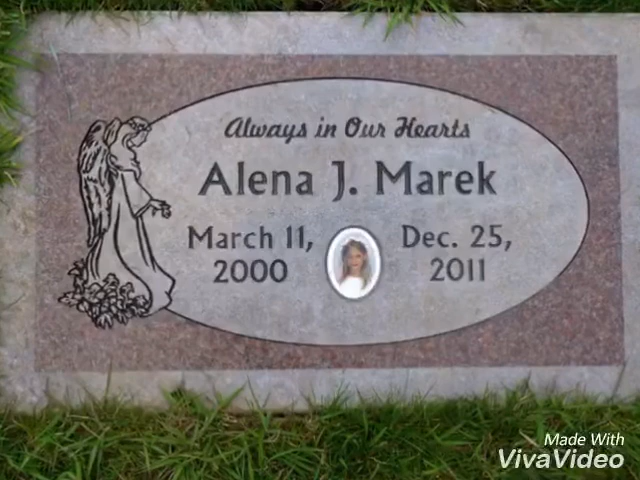 Always in Our Hearts
Alena J. Marek
March 11, Dec. 25,
2000 2011
Made With
VivaVideo